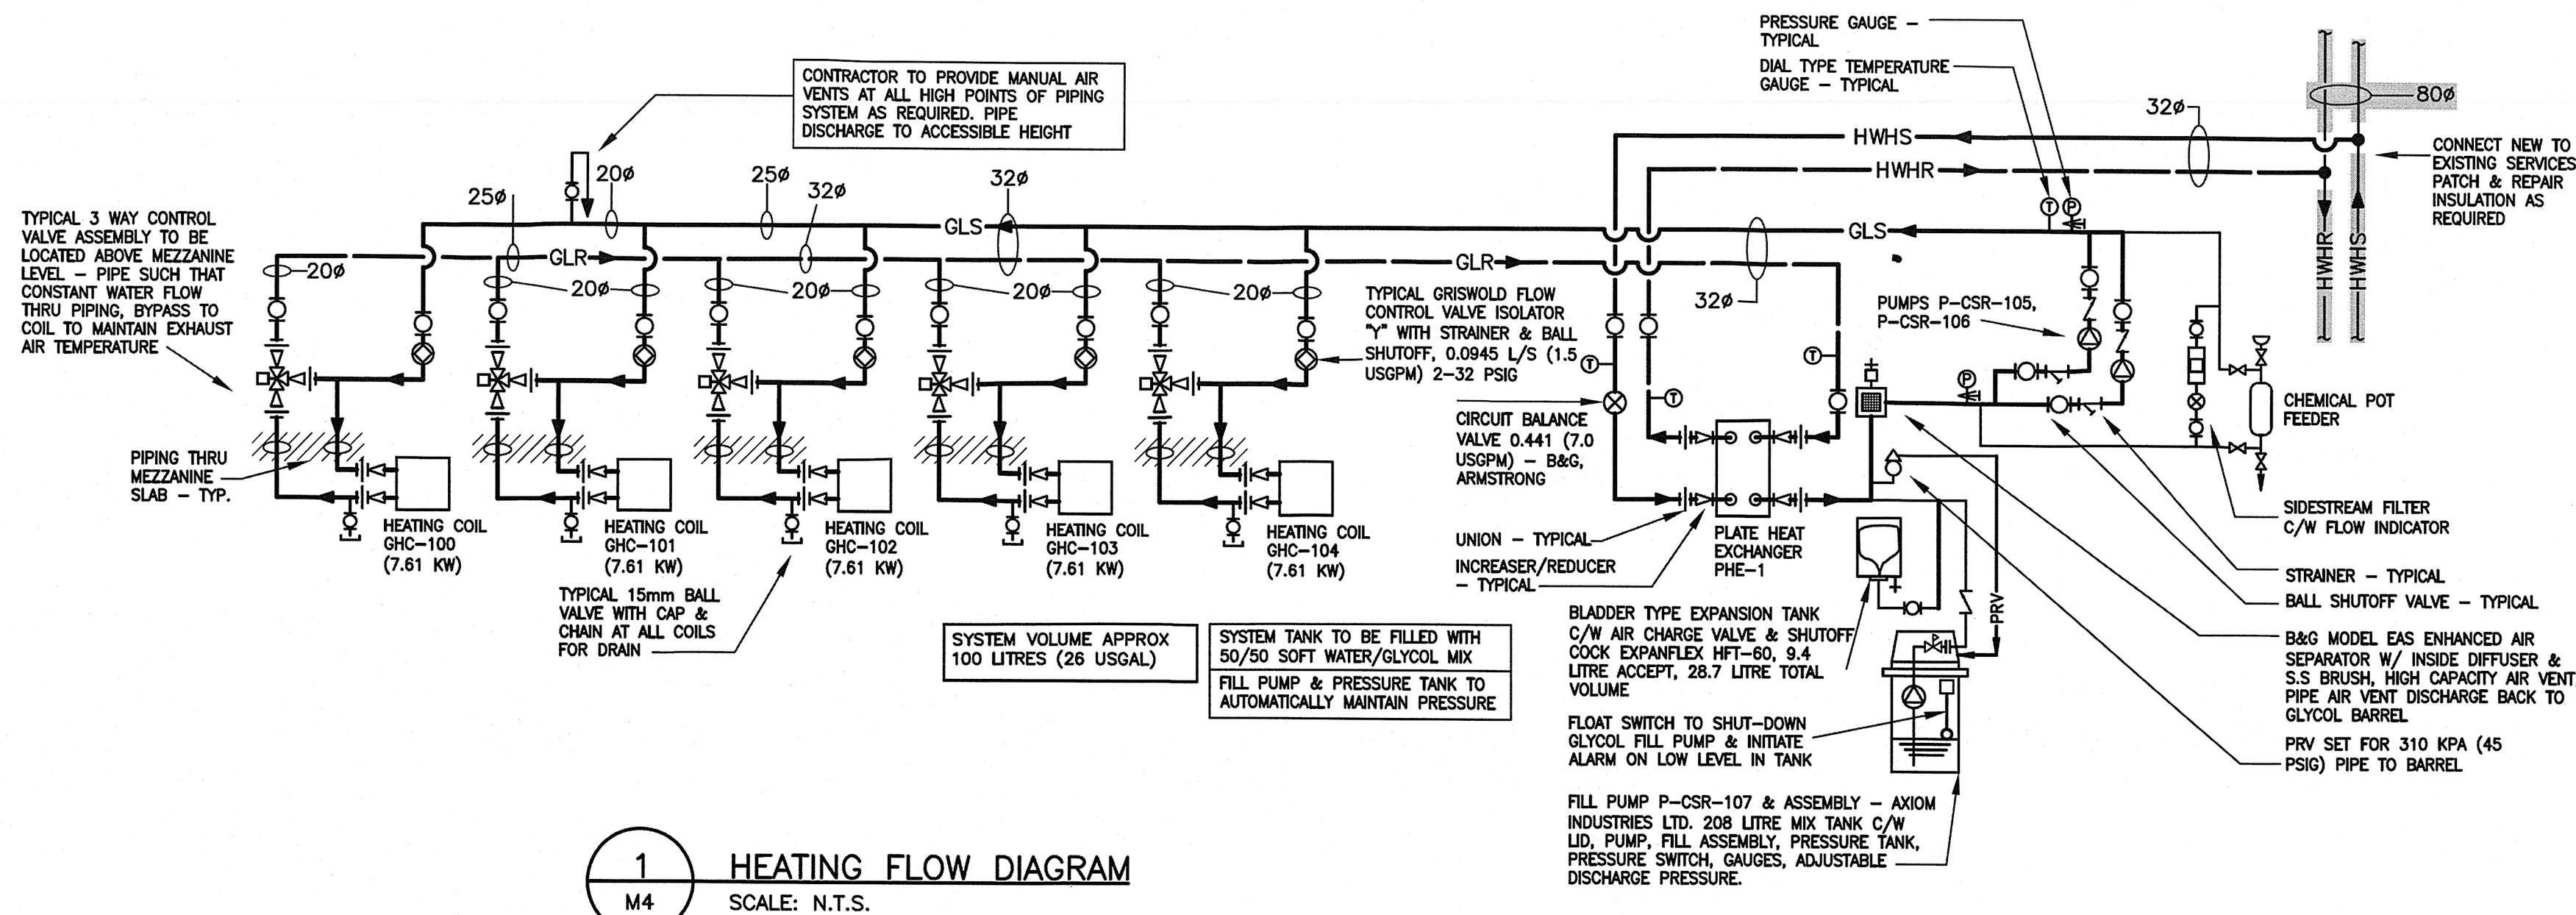 PRESSURE GAUGE –
TYPICAL
DIAL TYPE TEMPERATURE
GAUGE – TYPICAL
32ø
80ø
CONTRACTOR TO PROVIDE MANUAL AIR
VENTS AT ALL HIGH POINTS OF PIPING
SYSTEM AS REQUIRED. PIPE
DISCHARGE TO ACCESSIBLE HEIGHT
HWHS
HWHR
CONNECT NEW TO
EXISTING SERVICES
PATCH & REPAIR
INSULATION AS
REQUIRED
HWHR
HWHS
25ø
20ø
25ø
32ø
32ø
T
P
TYPICAL 3 WAY CONTROL
VALVE ASSEMBLY TO BE
LOCATED ABOVE MEZZANINE
LEVEL – PIPE SUCH THAT
CONSTANT WATER FLOW
THRU PIPING, BYPASS TO
COIL TO MAINTAIN EXHAUST
AIR TEMPERATURE
GLS
GLS
GLR
GLR
20ø
20ø
20ø
20ø
20ø
32ø
TYPICAL GRISWOLD FLOW
CONTROL VALVE ISOLATOR
"Y" WITH STRAINER & BALL
SHUTOFF, 0.0945 L/S (1.5
USGPM) 2–32 PSIG
PUMPS P–CSR–105,
P–CSR–106
T
T
T
P
CIRCUIT BALANCE
VALVE 0.441 (7.0
USGPM) – B&G,
ARMSTRONG
CHEMICAL POT
FEEDER
PIPING THRU
MEZZANINE
SLAB – TYP.
HEATING COIL
GHC–100
(7.61 KW)
HEATING COIL
GHC–101
(7.61 KW)
HEATING COIL
GHC–102
(7.61 KW)
HEATING COIL
GHC–103
(7.61 KW)
HEATING COIL
GHC–104
(7.61 KW)
UNION – TYPICAL
INCREASER/REDUCER
– TYPICAL
PLATE HEAT
EXCHANGER
PHE–1
SIDESTREAM FILTER
C/W FLOW INDICATOR
STRAINER – TYPICAL
BALL SHUTOFF VALVE – TYPICAL
TYPICAL 15mm BALL
VALVE WITH CAP &
CHAIN AT ALL COILS
FOR DRAIN
SYSTEM VOLUME APPROX
100 LITRES (26 USGAL)
SYSTEM TANK TO BE FILLED WITH
50/50 SOFT WATER/GLYCOL MIX
FILL PUMP & PRESSURE TANK TO
AUTOMATICALLY MAINTAIN PRESSURE
BLADDER TYPE EXPANSION TANK
C/W AIR CHARGE VALVE & SHUTOFF
COCK EXPANFLEX HFT–60, 9.4
LITRE ACCEPT, 28.7 LITRE TOTAL
VOLUME
PRV
P
B&G MODEL EAS ENHANCED AIR
SEPARATOR W/ INSIDE DIFFUSER &
S.S BRUSH, HIGH CAPACITY AIR VENT
PIPE AIR VENT DISCHARGE BACK TO
GLYCOL BARREL
FLOAT SWITCH TO SHUT–DOWN
GLYCOL FILL PUMP & INITIATE
ALARM ON LOW LEVEL IN TANK
PRV SET FOR 310 KPA (45
PSIG) PIPE TO BARREL
FILL PUMP P–CSR–107 & ASSEMBLY – AXIOM
INDUSTRIES LTD. 208 LITRE MIX TANK C/W
LID, PUMP, FILL ASSEMBLY, PRESSURE TANK,
PRESSURE SWITCH, GAUGES, ADJUSTABLE
DISCHARGE PRESSURE.
1
M4
HEATING FLOW DIAGRAM
SCALE: N.T.S.